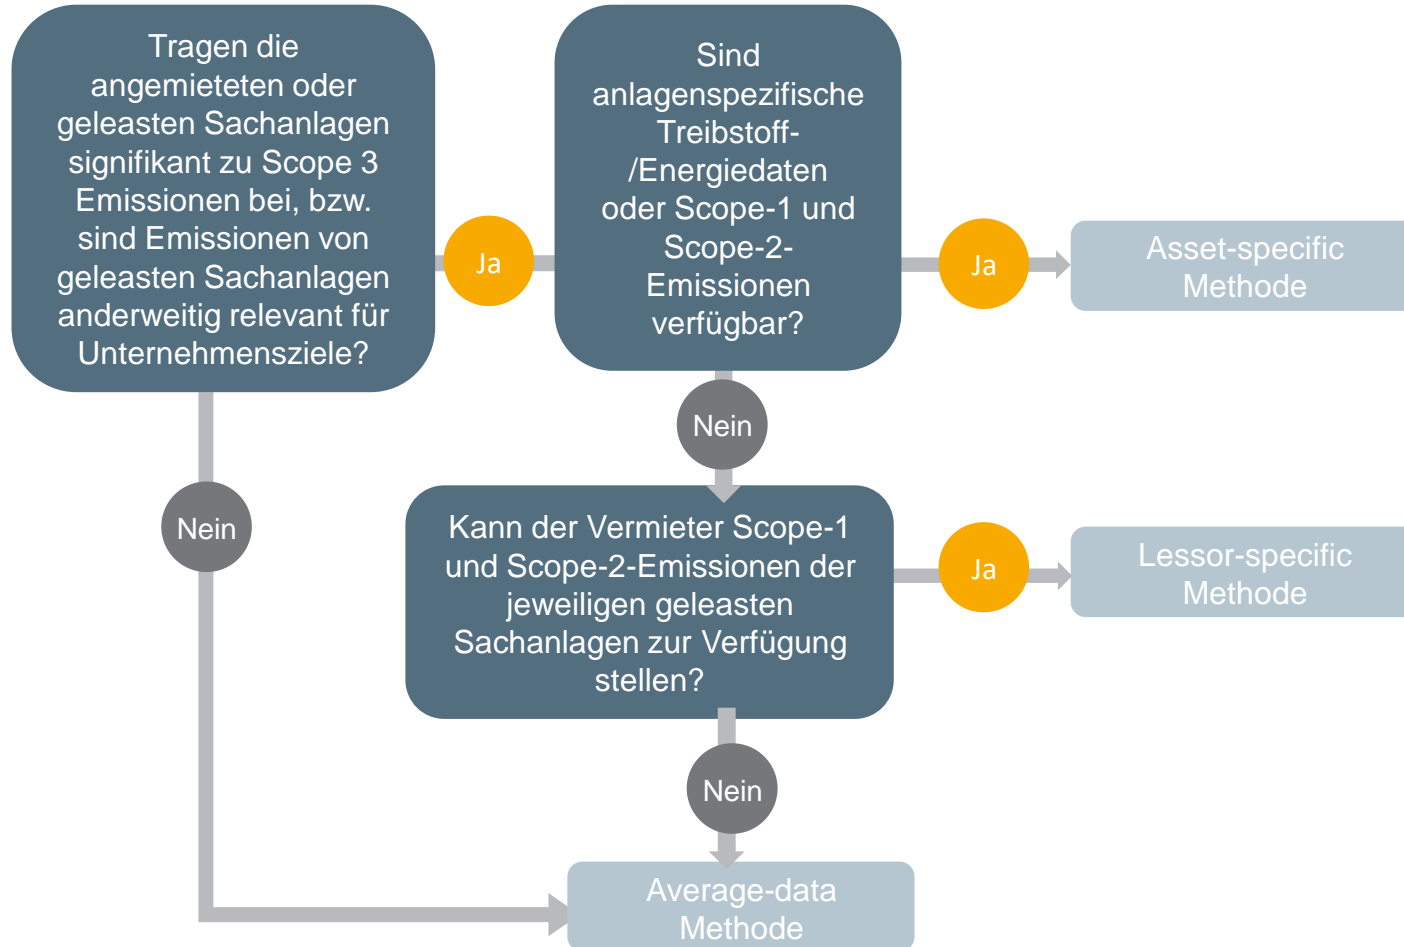 Tragen die
angemieteten oder
geleasten Sachanlagen
signifikant zu Scope 3
Emissionen bei, bzw.
sind Emissionen von
geleasten Sachanlagen
anderweitig relevant für
Unternehmensziele?
Ja
Sind
anlagenspezifische
Treibstoff-
/Energiedaten
oder Scope-1 und
Scope-2-
Emissionen
verfügbar?
Ja
Asset-specific
Methode
Nein
Nein
Kann der Vermieter Scope-1
und Scope-2-Emissionen der
jeweiligen geleasten
Sachanlagen zur Verfügung
stellen?
Ja
Lessor-specific
Methode
Nein
Average-data
Methode